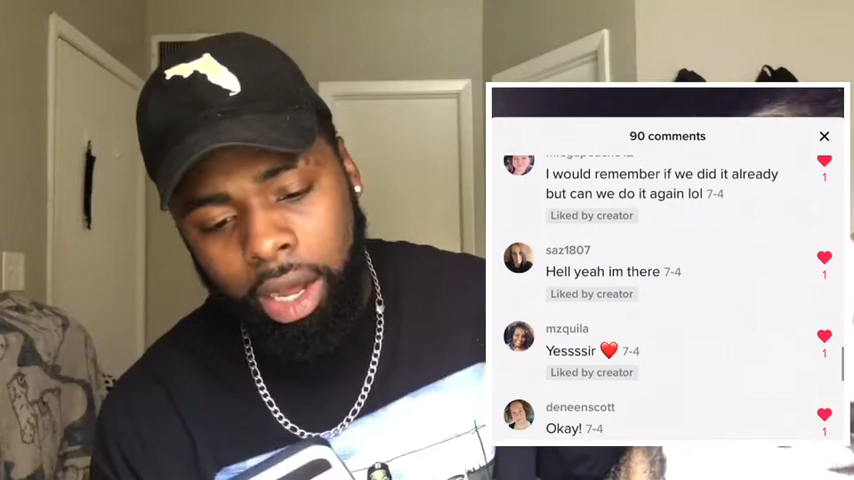 90 comments
I would remember if we did it already
but can we do it again lol 7-4
Liked by creator
1
saz1807
Hell yeah im there 7-4
Liked by creator
1
mzquila
Yessssir ❤️ 7-4
Liked by creator
1
deneenscott
Okay! 7-4
1